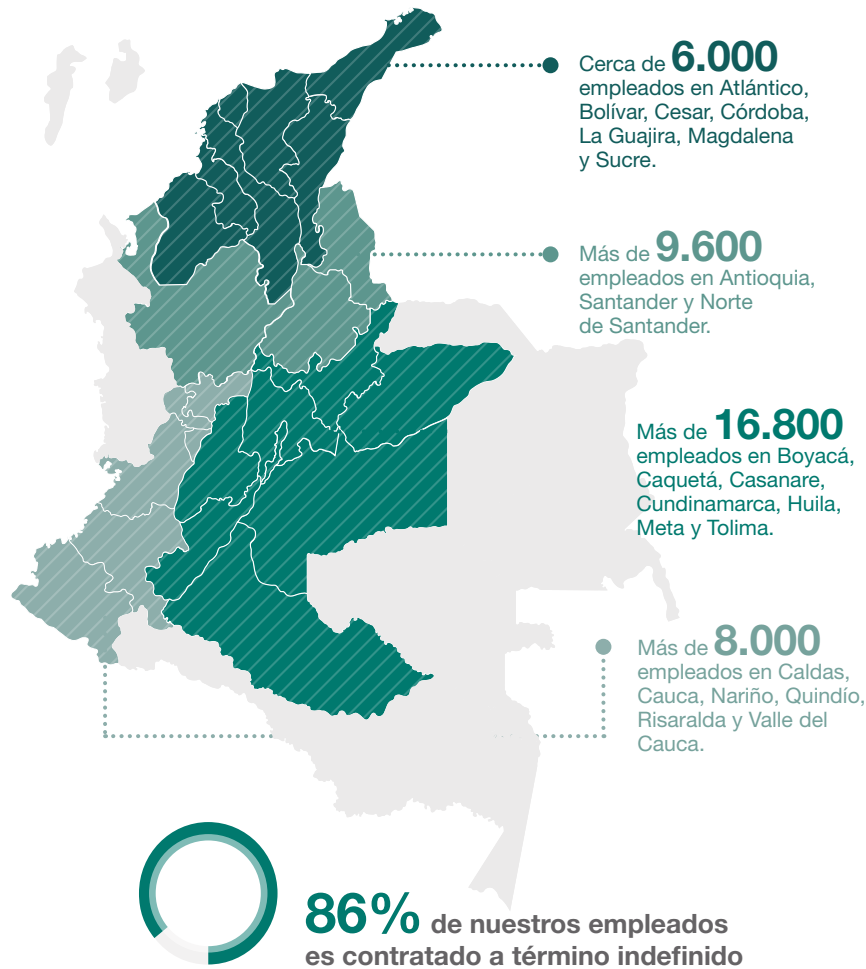 Cerca de 6.000
empleados en Atlántico,
Bolívar, Cesar, Córdoba,
La Guajira, Magdalena
y Sucre.
Más de 9.600
empleados en Antioquia,
Santander y Norte
de Santander.
Más de 16.800
empleados en Boyacá,
Caquetá, Casanare,
Cundinamarca, Huila,
Meta y Tolima.
Más de 8.000
empleados en Caldas,
Cauca, Nariño, Quindío,
Risaralda y Valle del
Cauca.
86% de nuestros empleados
es contratado a término indefinido